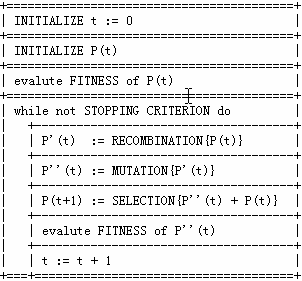 INITIALIZE t := 0
INITIALIZE P(t)
evalute FITNESS of P(t)
while not STOPPING CRITERION do
P'(t) := RECOMBINATION{P(t)}
P''(t) := MUTATION{P'(t)}
P(t+1) := SELECTION{P''(t) + P(t)}
evalute FITNESS of P''(t)
t := t + 1